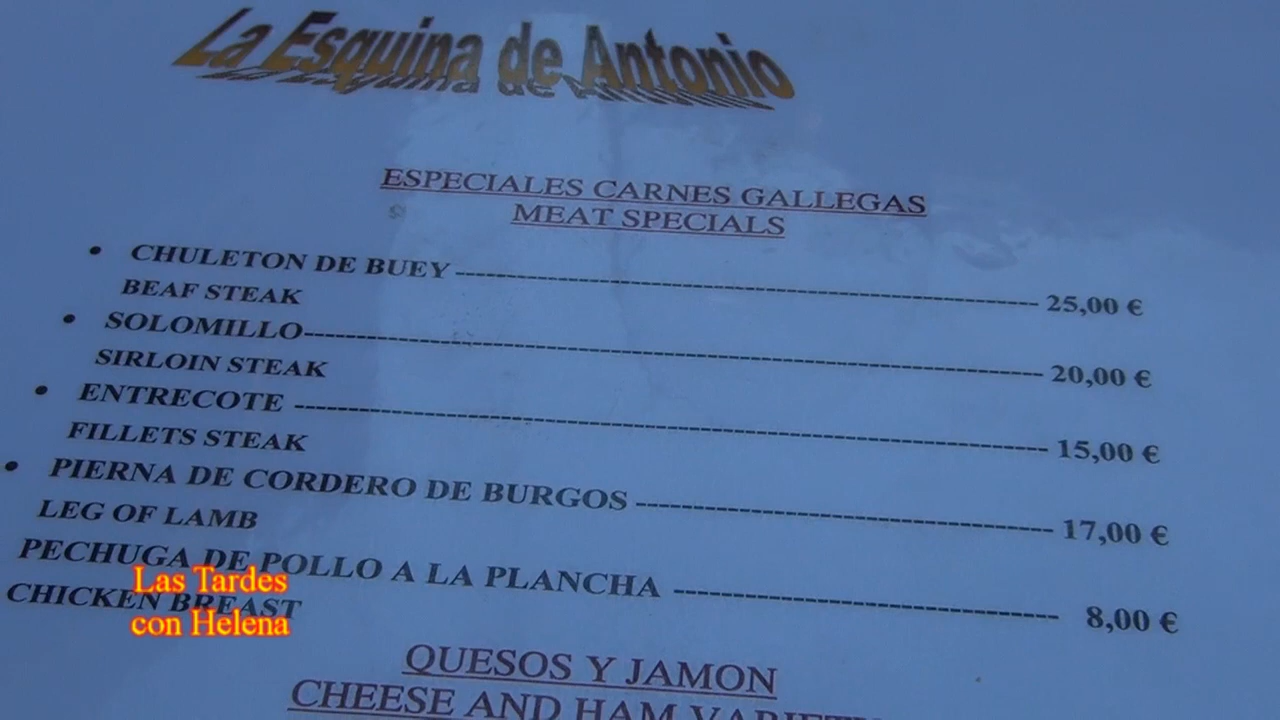 La Esquina de Antonio
ESPECIALES CARNES GALLEGAS
MEAT SPECIALS
• CHULETON DE BUEY ---------- 25,00 €
BEAF STEAK
• SOLOMILLO---------- 20,00 €
SIRLOIN STEAK
• ENTRECOTE ---------- 15,00 €
FILLETS STEAK
• PIERNA DE CORDERO DE BURGOS ---------- 17,00 €
LEG OF LAMB
PECHUGA DE POLLO A LA PLANCHA ---------- 8,00 €
CHICKEN BREAST
Las Tardes
con Helena
QUESOS Y JAMON
CHEESE AND HAM